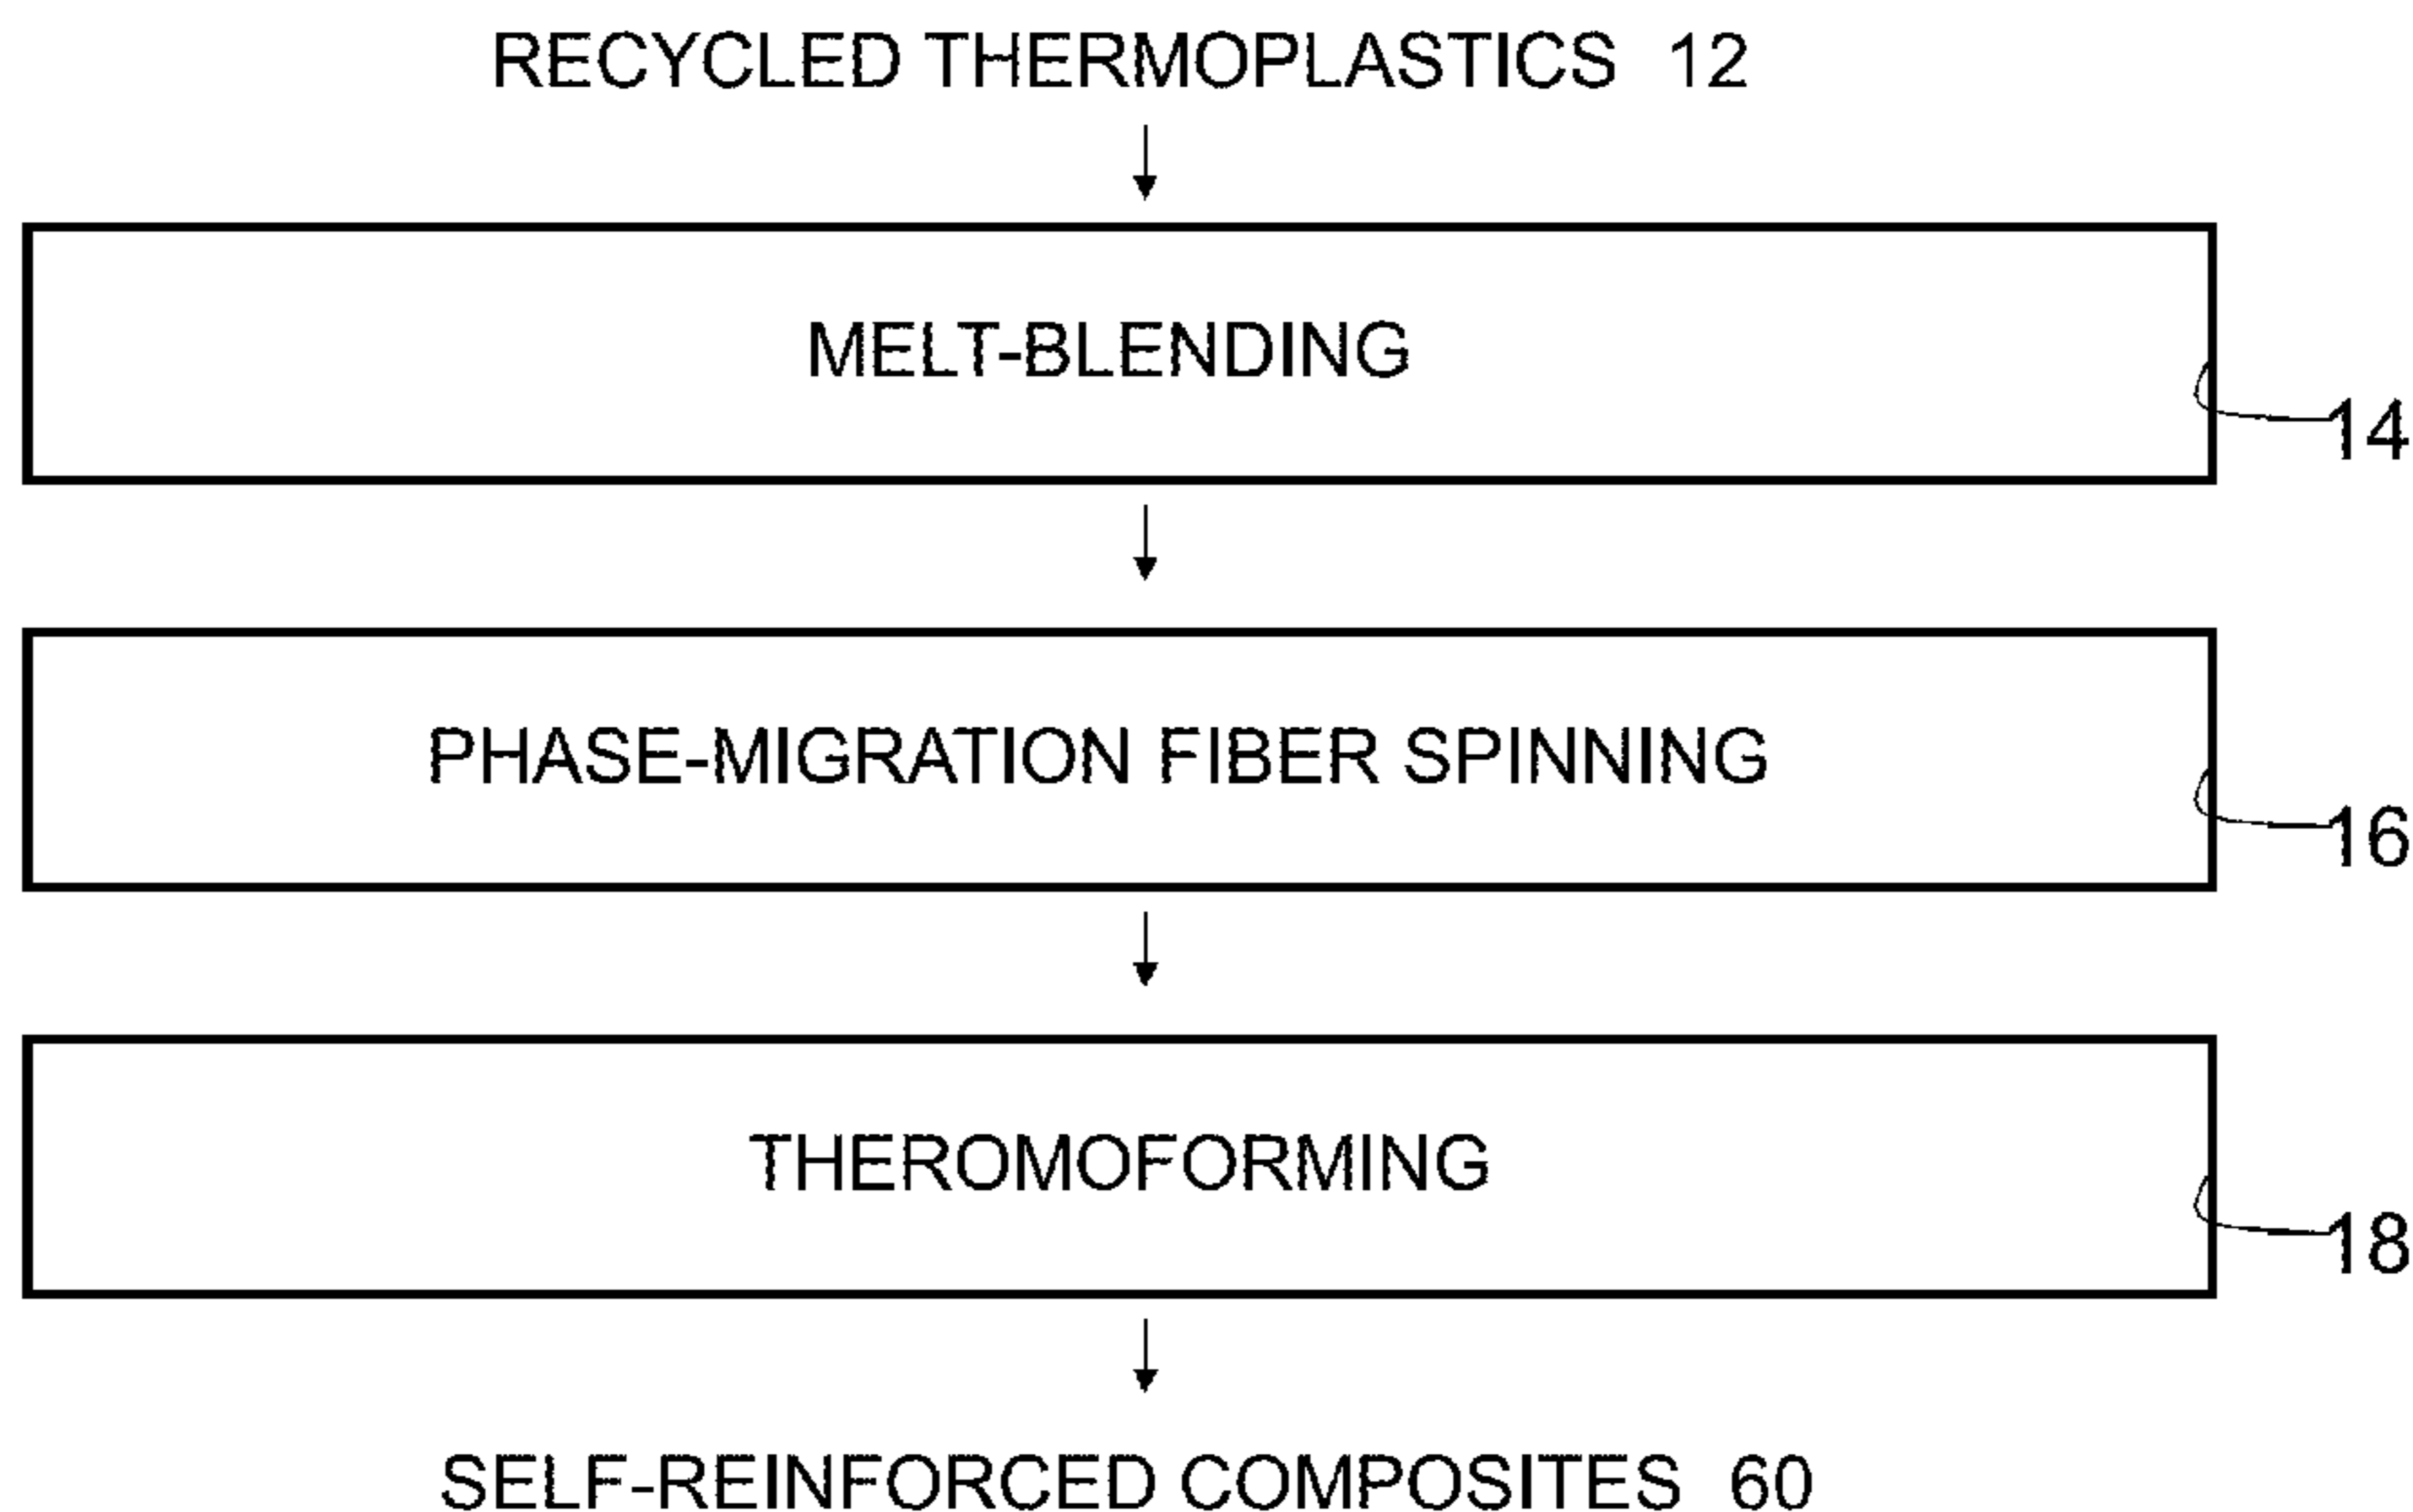 RECYCLED THERMOPLASTICS 12
MELT-BLENDING
14
PHASE-MIGRATION FIBER SPINNING
16
THEROMOFORMING
18
SELF-REINFORCED COMPOSITES 60